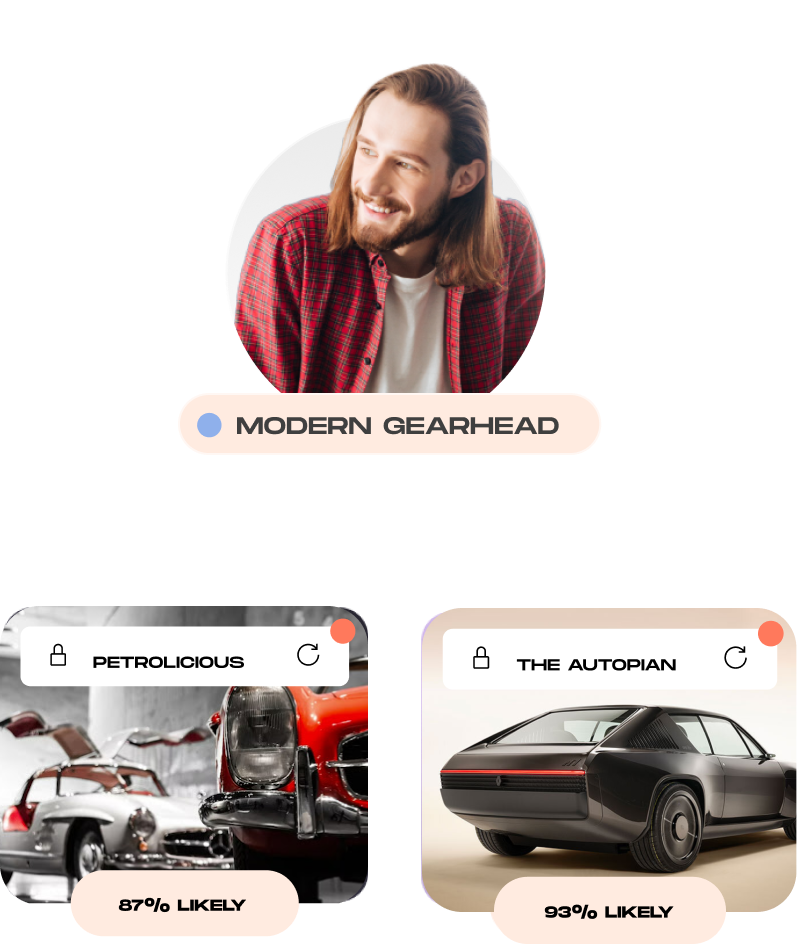 MODERN GEARHEAD
PETROLICIOUS
THE AUTOPIAN
87% LIKELY
93% LIKELY